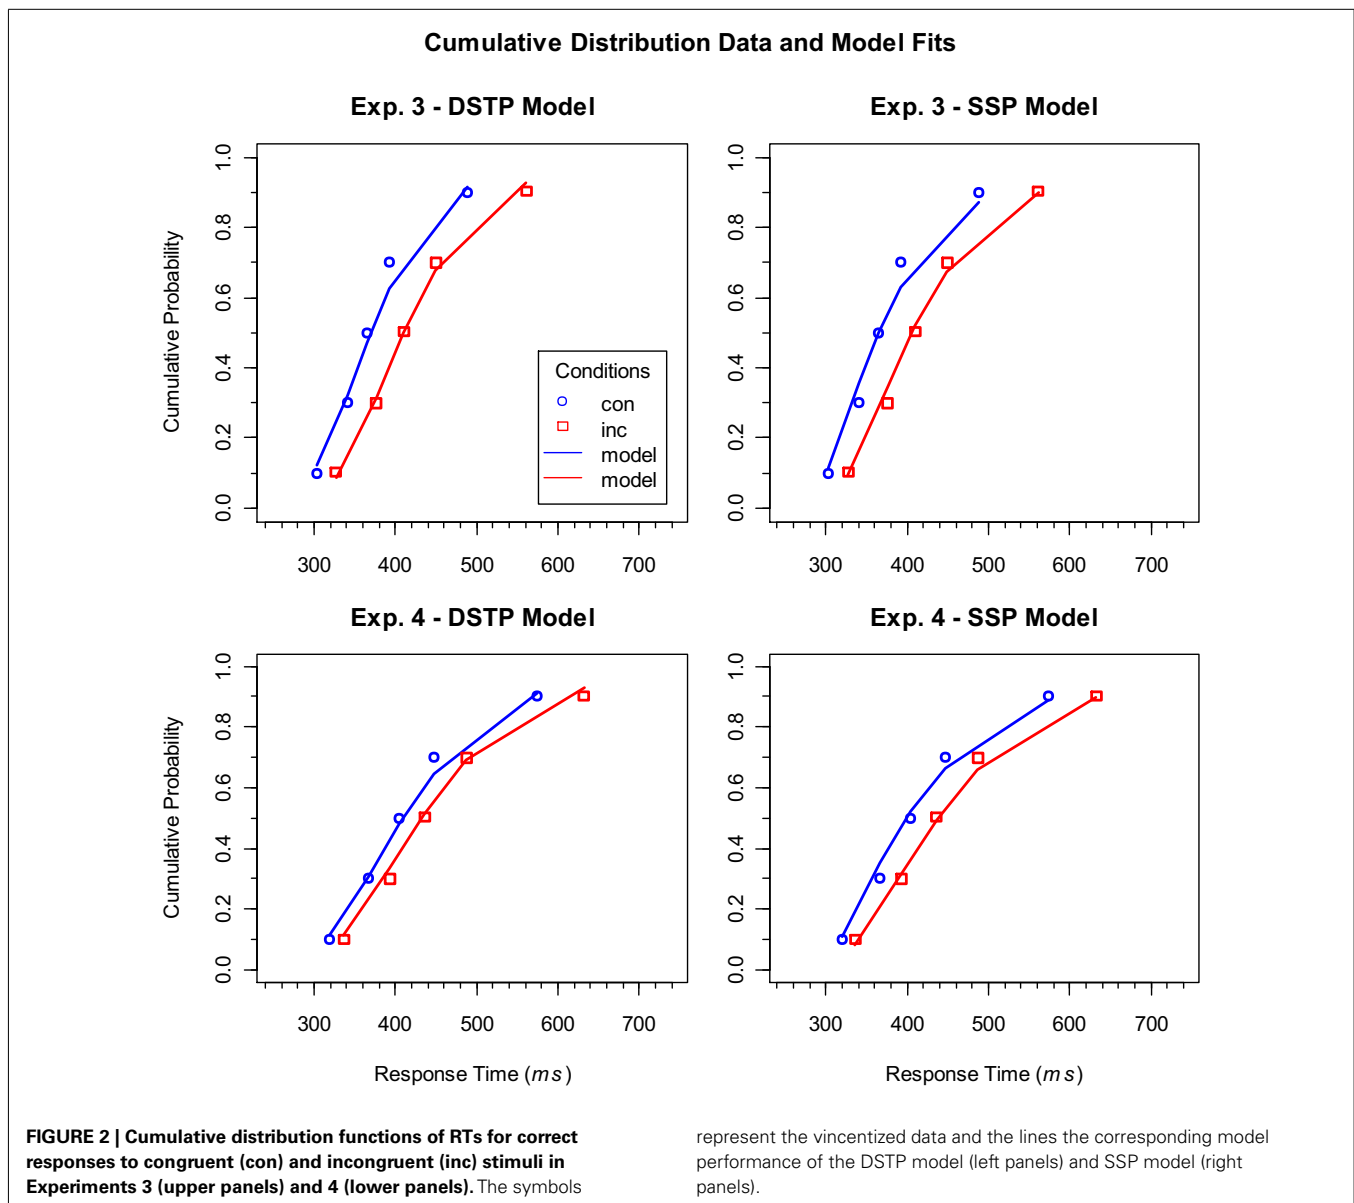 Cumulative Distribution Data and Model Fits
Exp. 3 - DSTP Model
Exp. 3 - SSP Model
Cumulative Probability
1.0
0.8
0.6
0.4
0.2
0.0
Conditions
con
inc
model
model
300 400 500 600 700
1.0
0.8
0.6
0.4
0.2
0.0
300 400 500 600 700
Exp. 4 - DSTP Model
Exp. 4 - SSP Model
Cumulative Probability
1.0
0.8
0.6
0.4
0.2
0.0
300 400 500 600 700
Response Time (ms)
1.0
0.8
0.6
0.4
0.2
0.0
300 400 500 600 700
Response Time (ms)
FIGURE 2 | Cumulative distribution functions of RTs for correct
responses to congruent (con) and incongruent (inc) stimuli in
Experiments 3 (upper panels) and 4 (lower panels). The symbols
represent the vincentized data and the lines the corresponding model
performance of the DSTP model (left panels) and SSP model (right
panels).